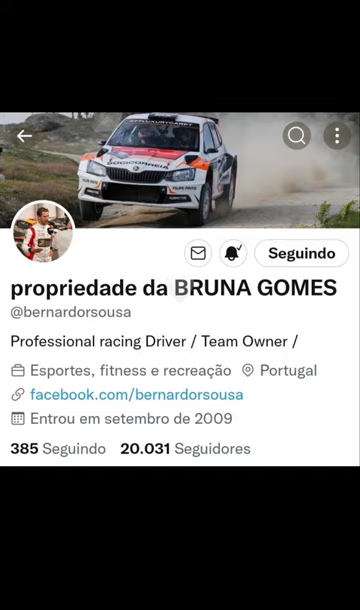 SOCICORREIA
Seguindo
propriedade da BRUNA GOMES
@bernardorsousa
Professional racing Driver / Team Owner /
Esportes, fitness e recreação Portugal
facebook.com/bernardorsousa
Entrou em setembro de 2009
385 Seguindo 20.031 Seguidores